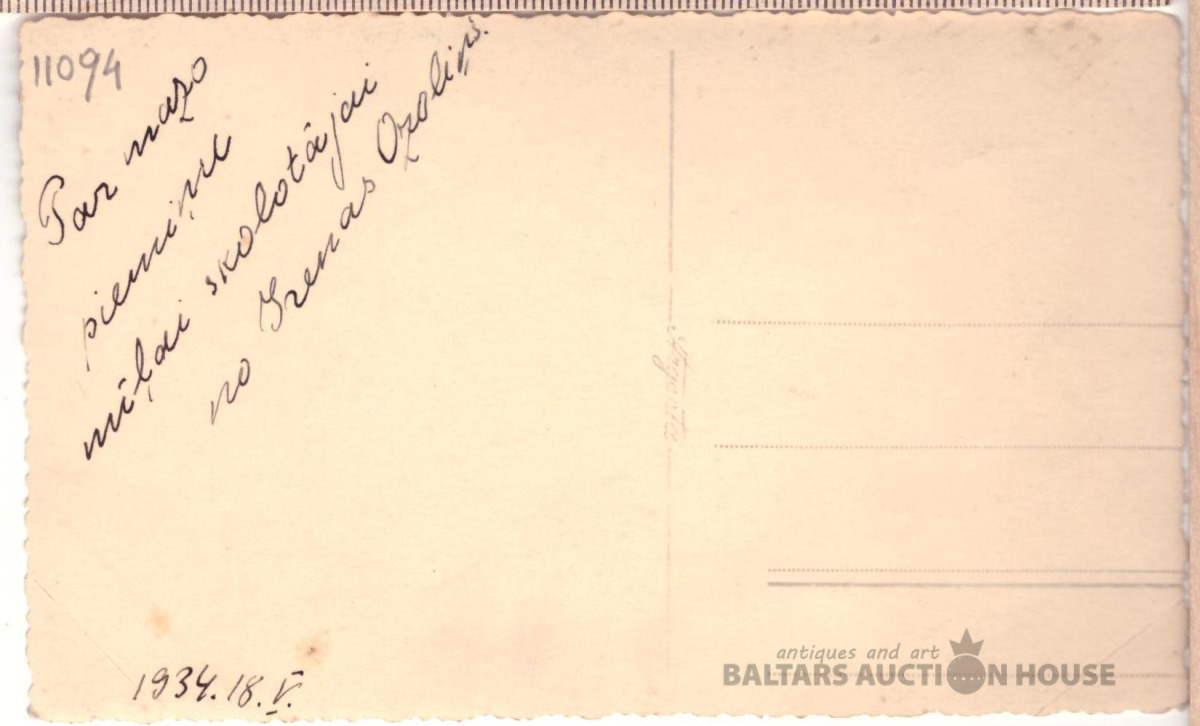 11094
Par mazo
piemiņu
mīļai skolotājai
no Irenas Ozoliņš.
1934.18.V.
antiques and art
BALTARS AUCTION HOUSE